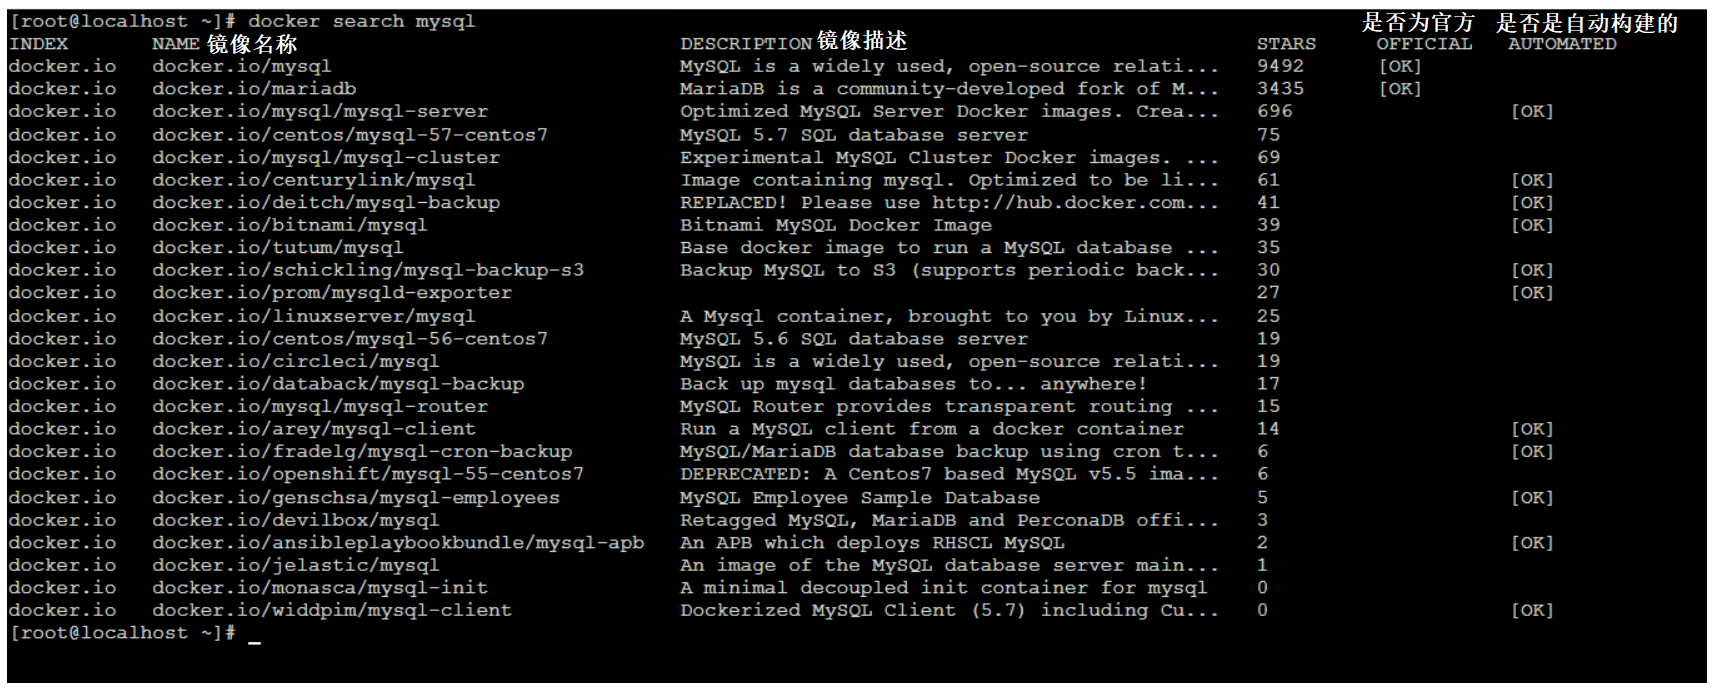 [root@localhost ~]# docker search mysql 是否为官方 是否是自动构建的
INDEX NAME 镜像名称 DESCRIPTION 镜像描述 STARS OFFICIAL AUTOMATED
docker.io docker.io/mysql MySQL is a widely used, open-source relati... 9492 [OK]
docker.io docker.io/mariadb MariaDB is a community-developed fork of M... 3435 [OK]
docker.io docker.io/mysql/mysql-server Optimized MySQL Server Docker images. Crea... 696 [OK]
docker.io docker.io/centos/mysql-57-centos7 MySQL 5.7 SQL database server 75
docker.io docker.io/mysql/mysql-cluster Experimental MySQL Cluster Docker images. ... 69
docker.io docker.io/centurylink/mysql Image containing mysql. Optimized to be li... 61 [OK]
docker.io docker.io/deitch/mysql-backup REPLACED! Please use http://hub.docker.com... 41 [OK]
docker.io docker.io/bitnami/mysql Bitnami MySQL Docker Image 39 [OK]
docker.io docker.io/tutum/mysql Base docker image to run a MySQL database ... 35
docker.io docker.io/schickling/mysql-backup-s3 Backup MySQL to S3 (supports periodic back... 30 [OK]
docker.io docker.io/prom/mysqld-exporter 27 [OK]
docker.io docker.io/linuxserver/mysql A Mysql container, brought to you by Linux... 25
docker.io docker.io/centos/mysql-56-centos7 MySQL 5.6 SQL database server 19
docker.io docker.io/circleci/mysql MySQL is a widely used, open-source relati... 19
docker.io docker.io/databack/mysql-backup Back up mysql databases to... anywhere! 17
docker.io docker.io/mysql/mysql-router MySQL Router provides transparent routing ... 15
docker.io docker.io/arey/mysql-client Run a MySQL client from a docker container 14 [OK]
docker.io docker.io/fradelg/mysql-cron-backup MySQL/MariaDB database backup using cron t... 6 [OK]
docker.io docker.io/openshift/mysql-55-centos7 DEPRECATED: A Centos7 based MySQL v5.5 ima... 6
docker.io docker.io/genschsa/mysql-employees MySQL Employee Sample Database 5 [OK]
docker.io docker.io/devilbox/mysql Retagged MySQL, MariaDB and PerconaDB offi... 3
docker.io docker.io/ansibleplaybookbundle/mysql-apb An APB which deploys RHSCL MySQL 2 [OK]
docker.io docker.io/jelastic/mysql An image of the MySQL database server main... 1
docker.io docker.io/monasca/mysql-init A minimal decoupled init container for mysql 0
docker.io docker.io/widdpim/mysql-client Dockerized MySQL Client (5.7) including Cu... 0 [OK]
[root@localhost ~]# _